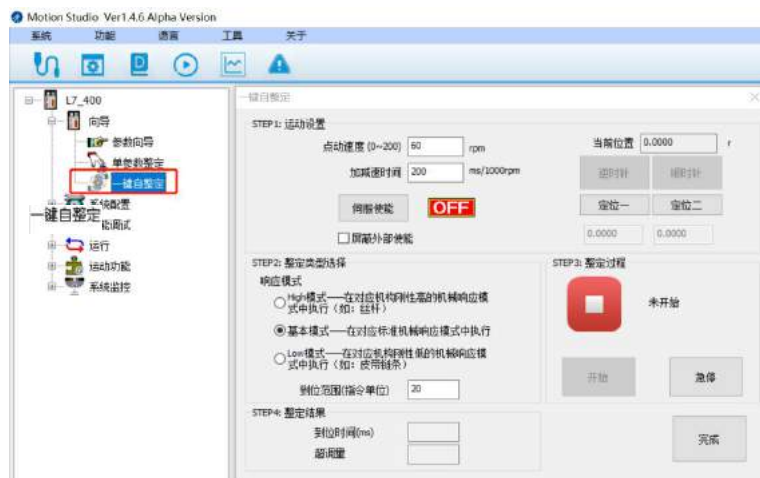 Motion Studio Ver1.4.6 Alpha Version
系统 功能 语言 工具 关于
L7_400
向导
参数向导
单参数整定
一键自整定
系统配置
一键自整定
能调试
运行
运动功能
系统监控
一键自整定
STEP1: 运动设置
点动速度 (0~200) 60 rpm
加减速时间 200 ms/1000rpm
伺服使能 OFF
屏蔽外部使能
当前位置 0.0000 r
逆时针 顺时针
定位一 定位二
0.0000 0.0000
STEP2: 整定类型选择
响应模式
High模式——在对应机构刚性高的机械响应模
式中执行（如：丝杆）
基本模式——在对应标准机械响应模式中执行
Low模式——在对应机构刚性低的机械响应模
式中执行（如：皮带链条）
到位范围(指令单位) 20
STEP3: 整定过程
未开始
开始 急停
STEP4: 整定结果
到位时间(ms)
超调量
完成